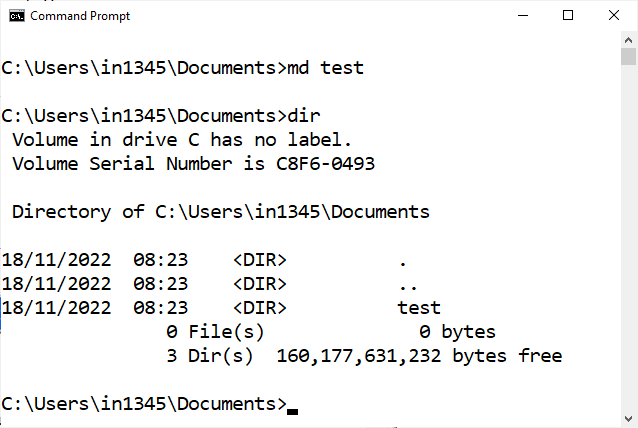 Command Prompt
C:\Users\in1345\Documents>md test
C:\Users\in1345\Documents>dir
 Volume in drive C has no label.
 Volume Serial Number is C8F6-0493
 Directory of C:\Users\in1345\Documents
18/11/2022  08:23    <DIR>          .
18/11/2022  08:23    <DIR>          ..
18/11/2022  08:23    <DIR>          test
               0 File(s)              0 bytes
               3 Dir(s)  160,177,631,232 bytes free
C:\Users\in1345\Documents>